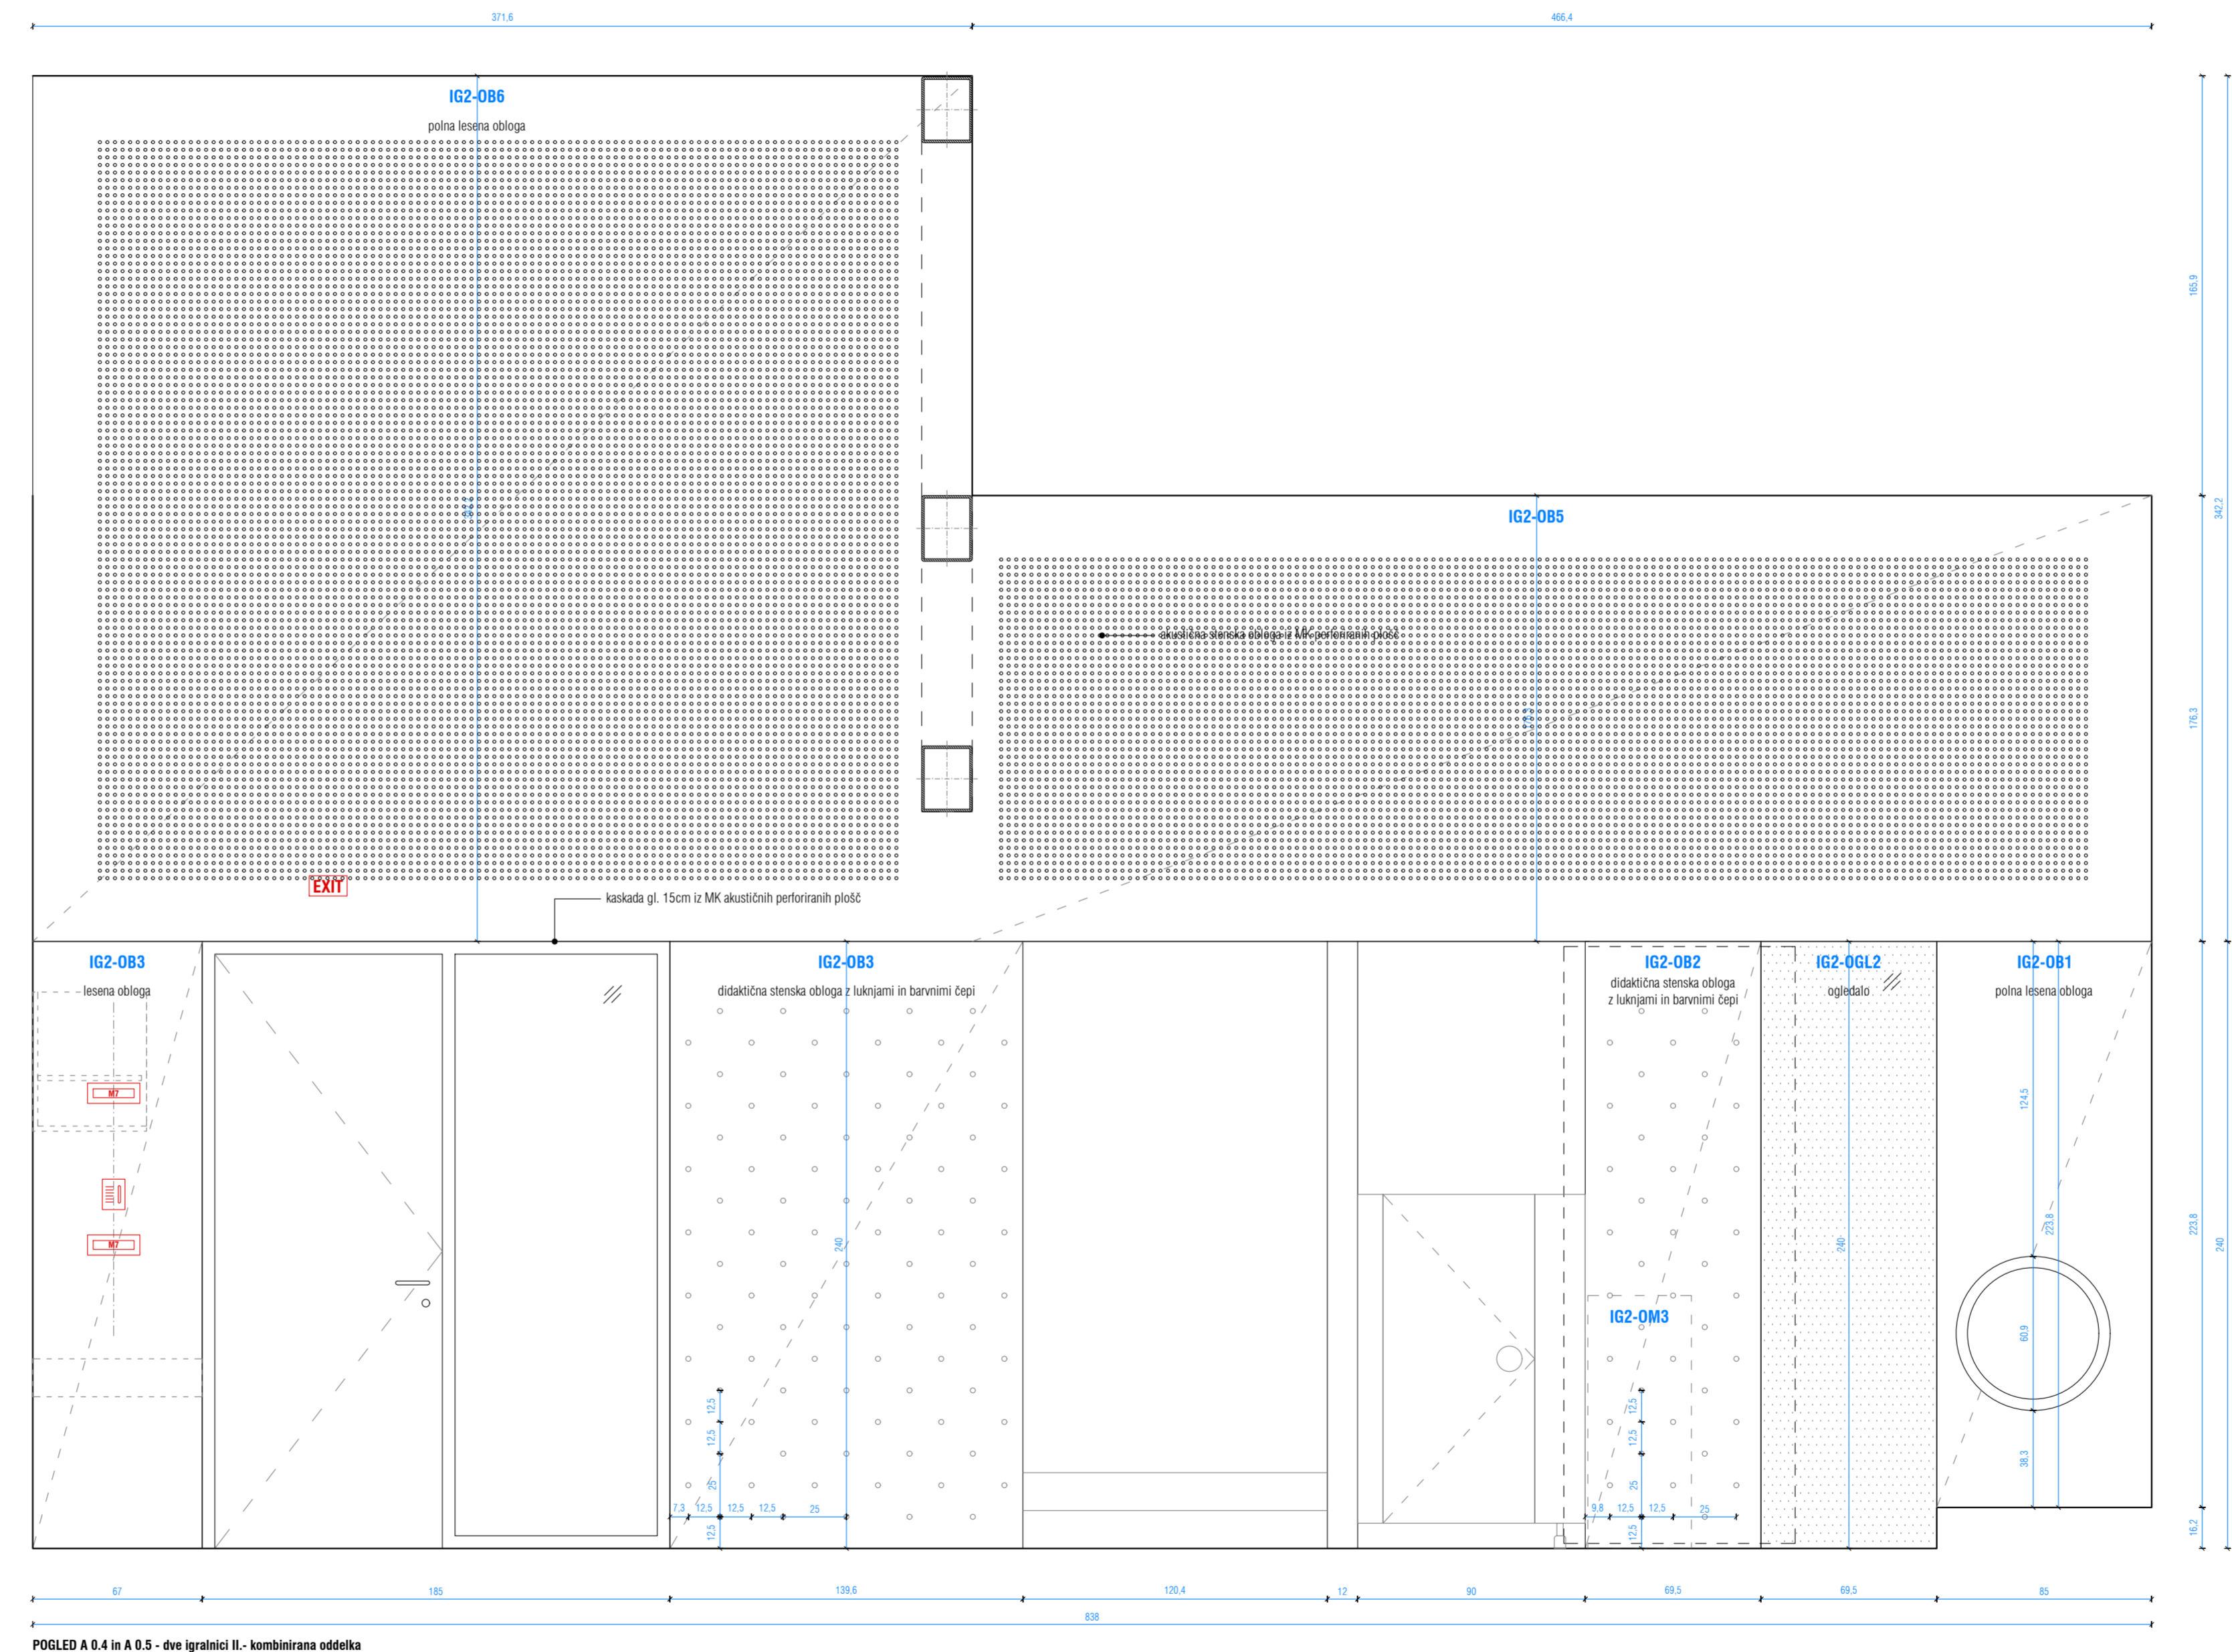 371,6
466,4
IG2-OB6
polna lesena obloga
165,9
342,2
IG2-OB5
akustična stenska obloga iz MK perforiranih plošč
176,3
176,3
EXIT
kaskada gl. 15cm iz MK akustičnih perforiranih plošč
IG2-OB3
lesena obloga
IG2-OB3
didaktična stenska obloga z luknjami in barvnimi čepi
IG2-OB2
didaktična stenska obloga
z luknjami in barvnimi čepi
IG2-OGL2
ogledalo
IG2-OB1
polna lesena obloga
M7
M7
124,5
240
240
223,8
223,8
240
IG2-OM3
60,9
38,3
12,5
12,5
25
12,5
7,3
12,5
12,5
12,5
25
12,5
12,5
25
12,5
9,8
12,5
12,5
25
16,2
67
185
139,6
120,4
12
90
69,5
69,5
85
838
POGLED A 0.4 in A 0.5 - dve igralnici II.- kombinirana oddelka